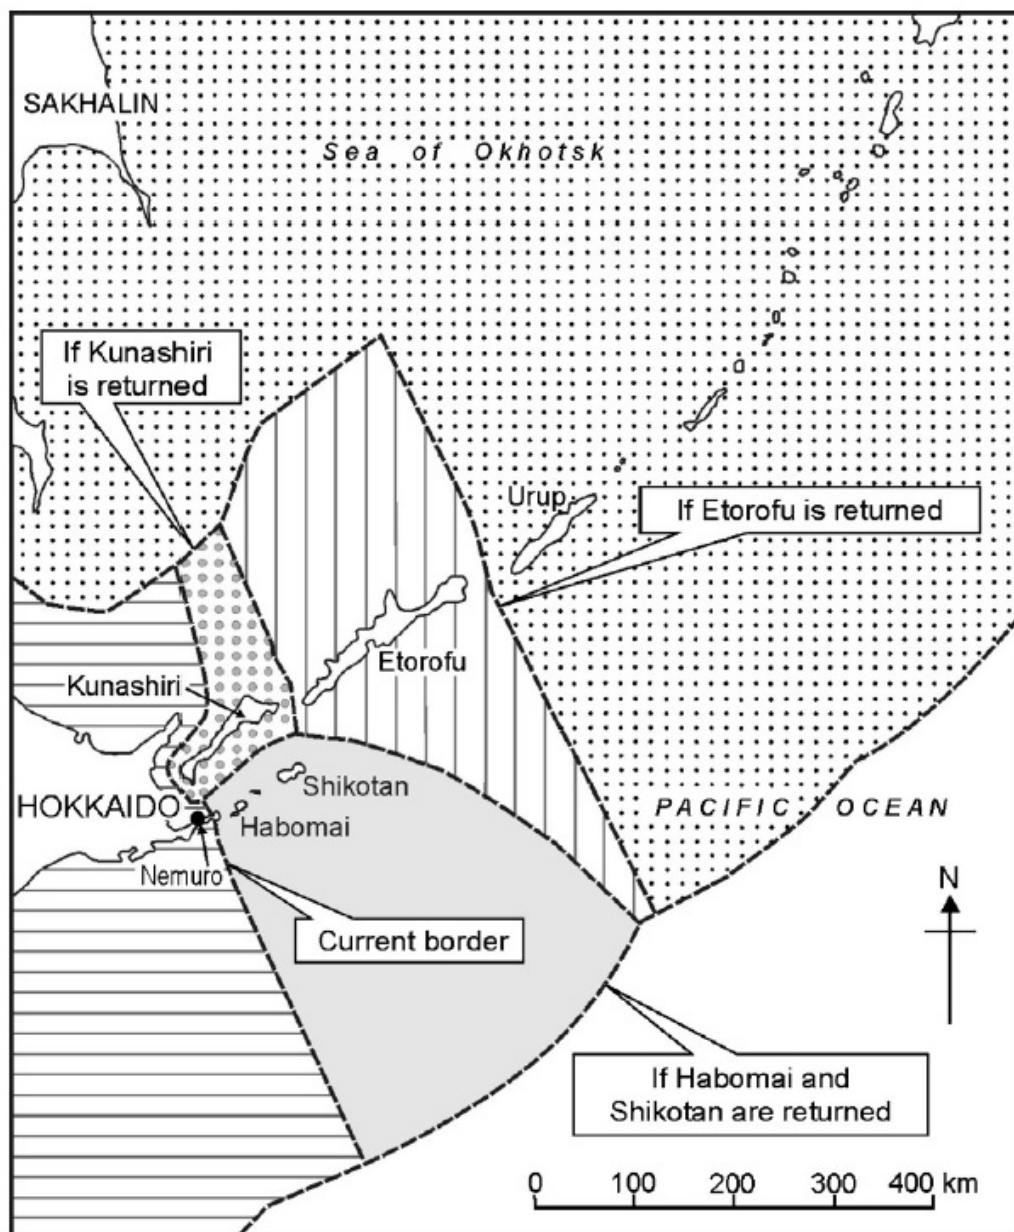 SAKHALIN
Sea of Okhotsk
If Kunashiri
is returned
Urup
If Etorofu is returned
Etorofu
Kunashiri
Shikotan
HOKKAIDO
Habomai
PACIFIC OCEAN
Nemuro
N
Current border
If Habomai and
Shikotan are returned
0 100 200 300 400 km